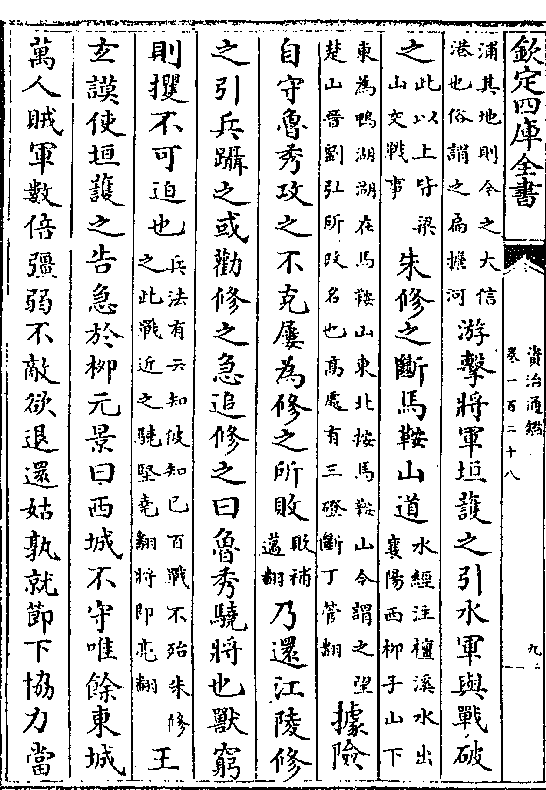 欽定四庫全書
資治通鑑
卷一百二十八
九
浦其地則今之大信
港也俗謂之扁擔河
游擊將軍垣護之引水軍與戰破
之
此以上皆梁
山交戰事
朱修之斷馬鞍山道
水經注檀溪水出
襄陽西柳子山下
東為鴨湖湖在馬鞍山東北按馬鞍山今謂之望
楚山晉劉弘所改名也髙處有三磴斷丁管翻
據險
自守魯秀攻之不克屢為修之所敗
敗補
邁翻
乃還江陵修
之引兵躡之或勸修之急追修之曰魯秀驍將也獸窮
則攫不可迫也
兵法有云知彼知已百戰不殆朱修
之此戰近之驍堅堯翻將即亮翻
王
玄謨使垣護之告急於柳元景曰西城不守唯餘東城
萬人賊軍數倍彊弱不敵欲退還姑孰就節下協力當